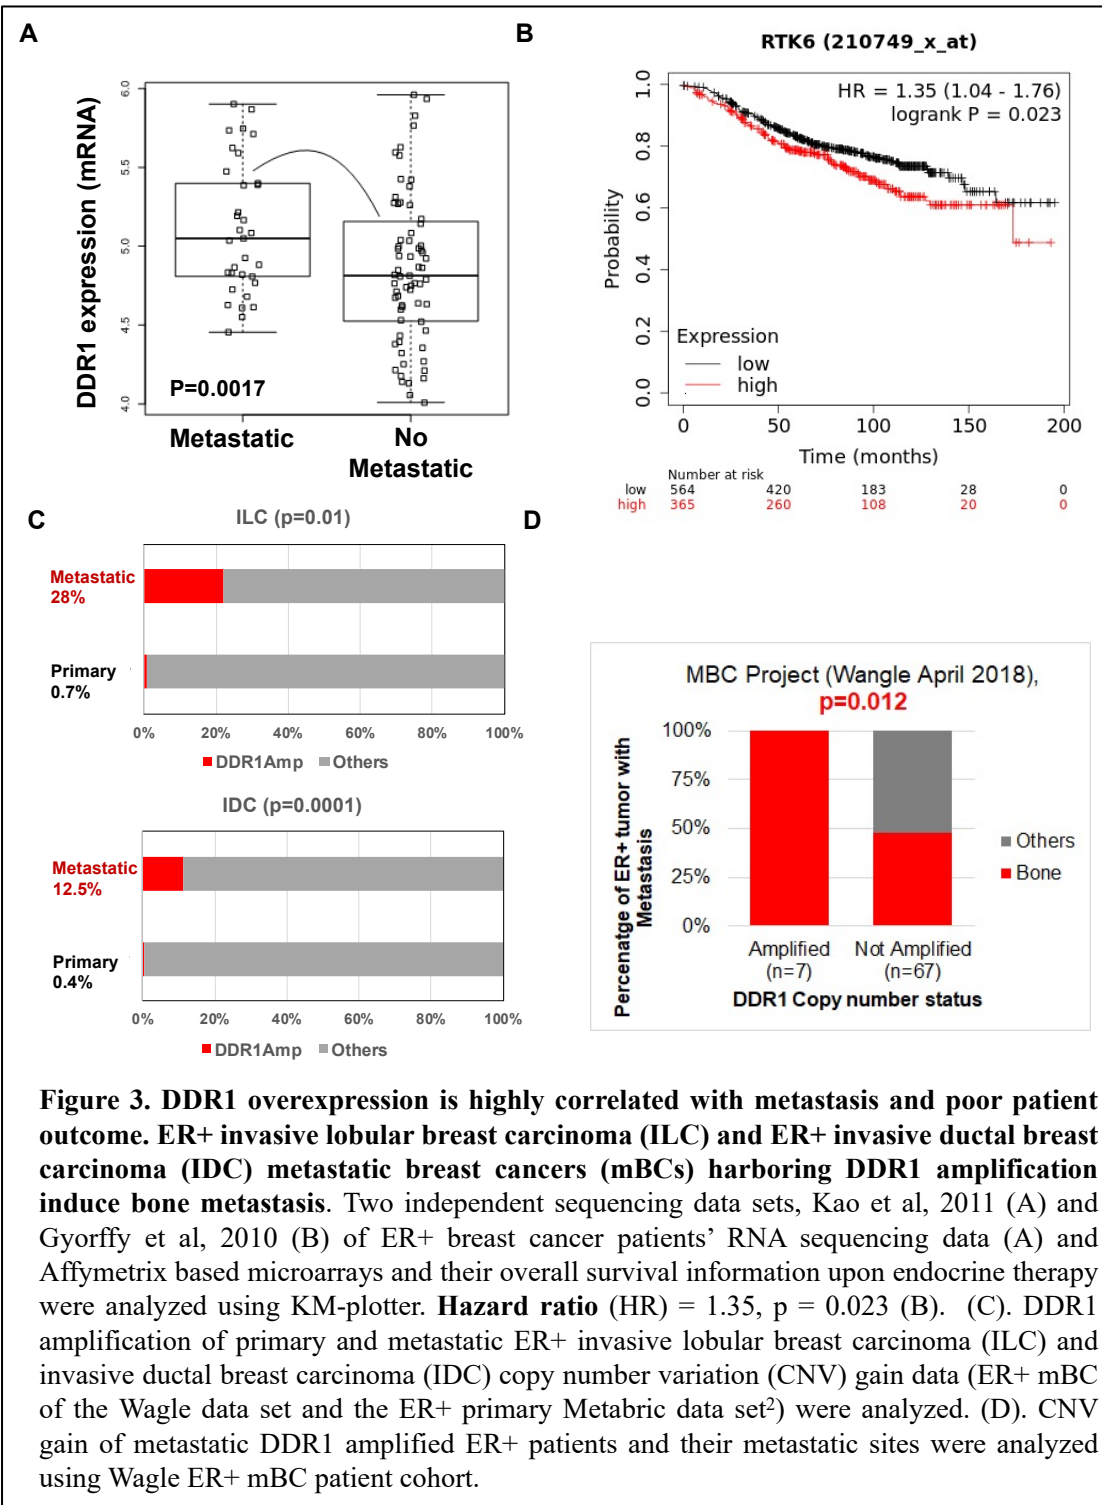 A
DDR1 expression (mRNA)
6.0
5.5
5.0
4.5
4.0
P=0.0017
Metastatic
No
Metastatic
B
RTK6 (210749_x_at)
HR = 1.35 (1.04 - 1.76)
logrank P = 0.023
Probability
1.0
0.8
0.6
0.4
0.2
0.0
Expression
low
high
0 50 100 150 200
Time (months)
Number at risk
low 564 420 183 28 0
high 365 260 108 20 0
C
ILC (p=0.01)
Metastatic
28%
Primary
0.7%
0% 20% 40% 60% 80% 100%
DDR1Amp Others
IDC (p=0.0001)
Metastatic
12.5%
Primary
0.4%
0% 20% 40% 60% 80% 100%
DDR1Amp Others
D
MBC Project (Wangle April 2018),
p=0.012
Percenatge of ER+ tumor with
Metastasis
100%
75%
50%
25%
0%
Others
Bone
Amplified Not Amplified
(n=7) (n=67)
DDR1 Copy number status
Figure 3. DDR1 overexpression is highly correlated with metastasis and poor patient
outcome. ER+ invasive lobular breast carcinoma (ILC) and ER+ invasive ductal breast
carcinoma (IDC) metastatic breast cancers (mBCs) harboring DDR1 amplification
induce bone metastasis. Two independent sequencing data sets, Kao et al, 2011 (A) and
Gyorffy et al, 2010 (B) of ER+ breast cancer patients’ RNA sequencing data (A) and
Affymetrix based microarrays and their overall survival information upon endocrine therapy
were analyzed using KM-plotter. Hazard ratio (HR) = 1.35, p = 0.023 (B). (C). DDR1
amplification of primary and metastatic ER+ invasive lobular breast carcinoma (ILC) and
invasive ductal breast carcinoma (IDC) copy number variation (CNV) gain data (ER+ mBC
of the Wagle data set and the ER+ primary Metabric data set²) were analyzed. (D). CNV
gain of metastatic DDR1 amplified ER+ patients and their metastatic sites were analyzed
using Wagle ER+ mBC patient cohort.